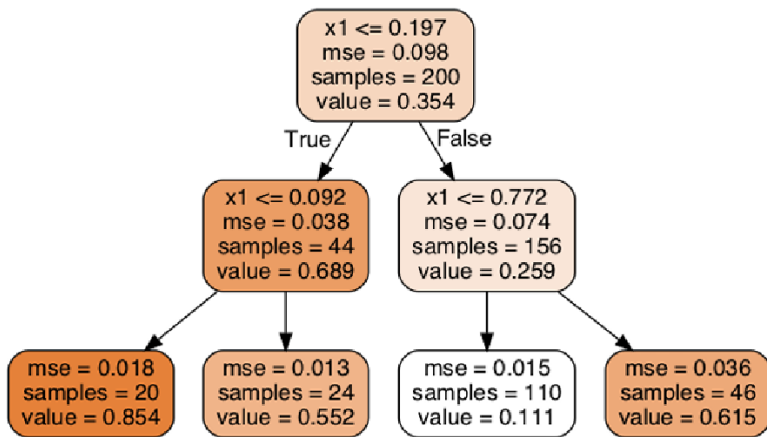 x1 <= 0.197
mse = 0.098
samples = 200
value = 0.354
True
False
x1 <= 0.092
mse = 0.038
samples = 44
value = 0.689
x1 <= 0.772
mse = 0.074
samples = 156
value = 0.259
mse = 0.018
samples = 20
value = 0.854
mse = 0.013
samples = 24
value = 0.552
mse = 0.015
samples = 110
value = 0.111
mse = 0.036
samples = 46
value = 0.615